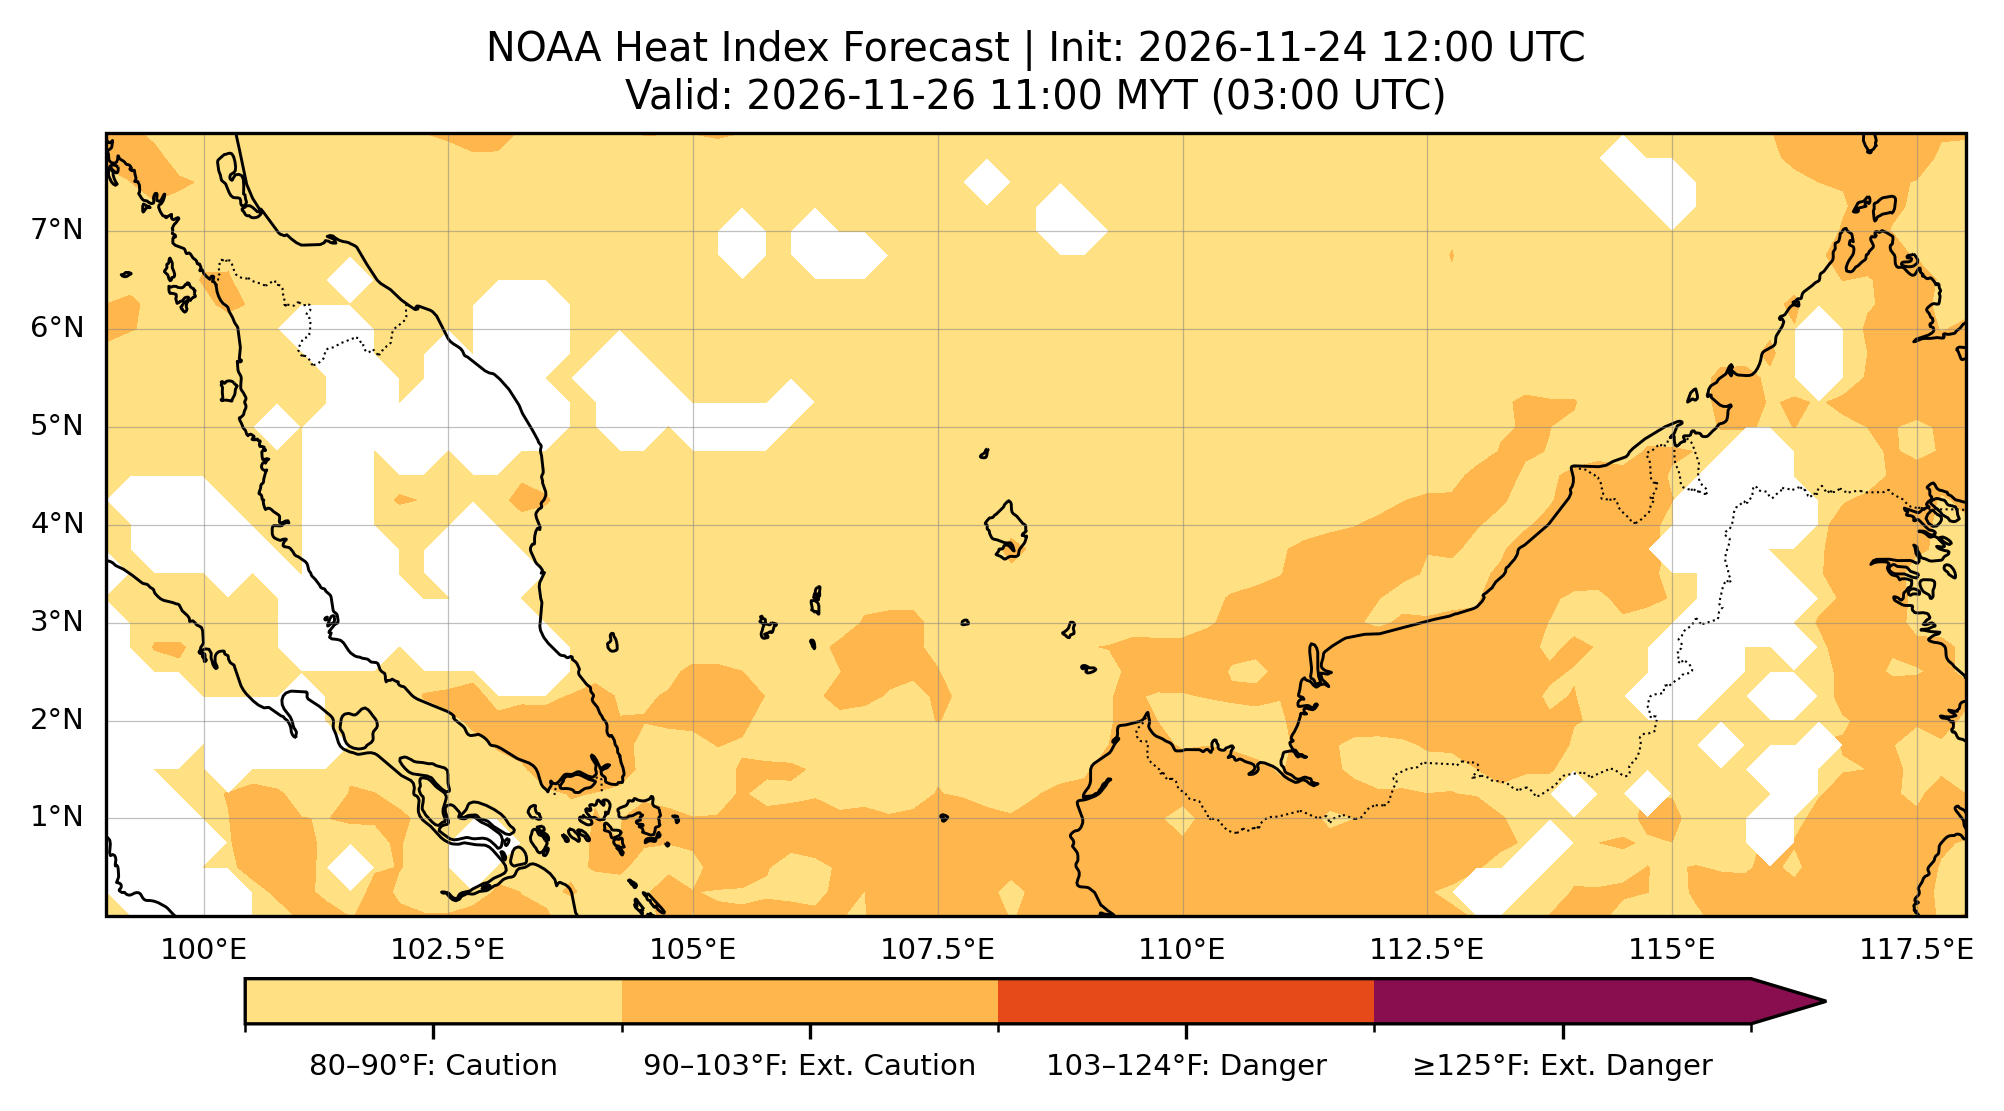 NOAA Heat Index Forecast | Init: 2026-11-24 12:00 UTC
Valid: 2026-11-26 11:00 MYT (03:00 UTC)
7°N
6°N
5°N
4°N
3°N
2°N
1°N
100°E 102.5°E 105°E 107.5°E 110°E 112.5°E 115°E 117.5°E
80–90°F: Caution 90–103°F: Ext. Caution 103–124°F: Danger ≥125°F: Ext. Danger